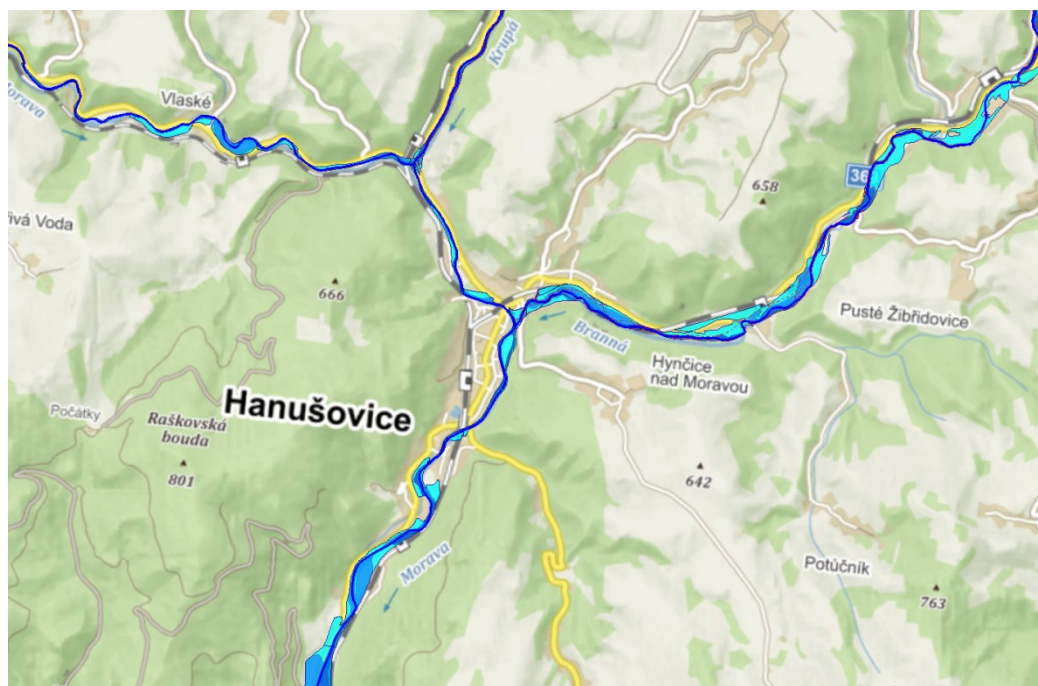 Krupá
Vlaské
Morava
36
658
řivá Voda
666
Pusté Žibřidovice
Branná
Hynčice
nad Moravou
Hanušovice
Počátky
Raškovská
bouda
801
642
Morava
Potůčník
763